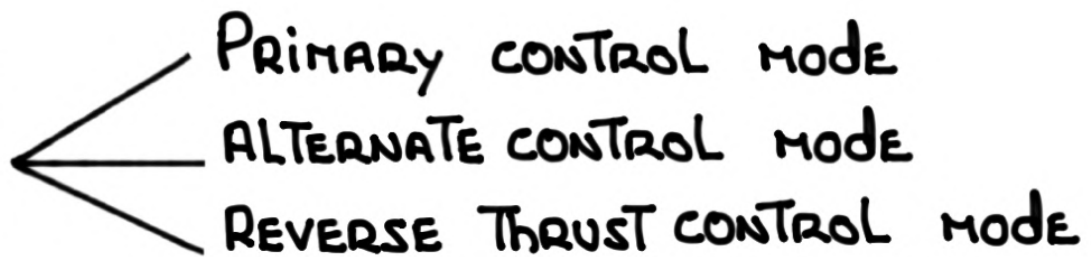 PRiMARy CONTROL MOdE
ALTERNATE CONTROL MOdE
REVERSE ThRUST CONTROL MOdE